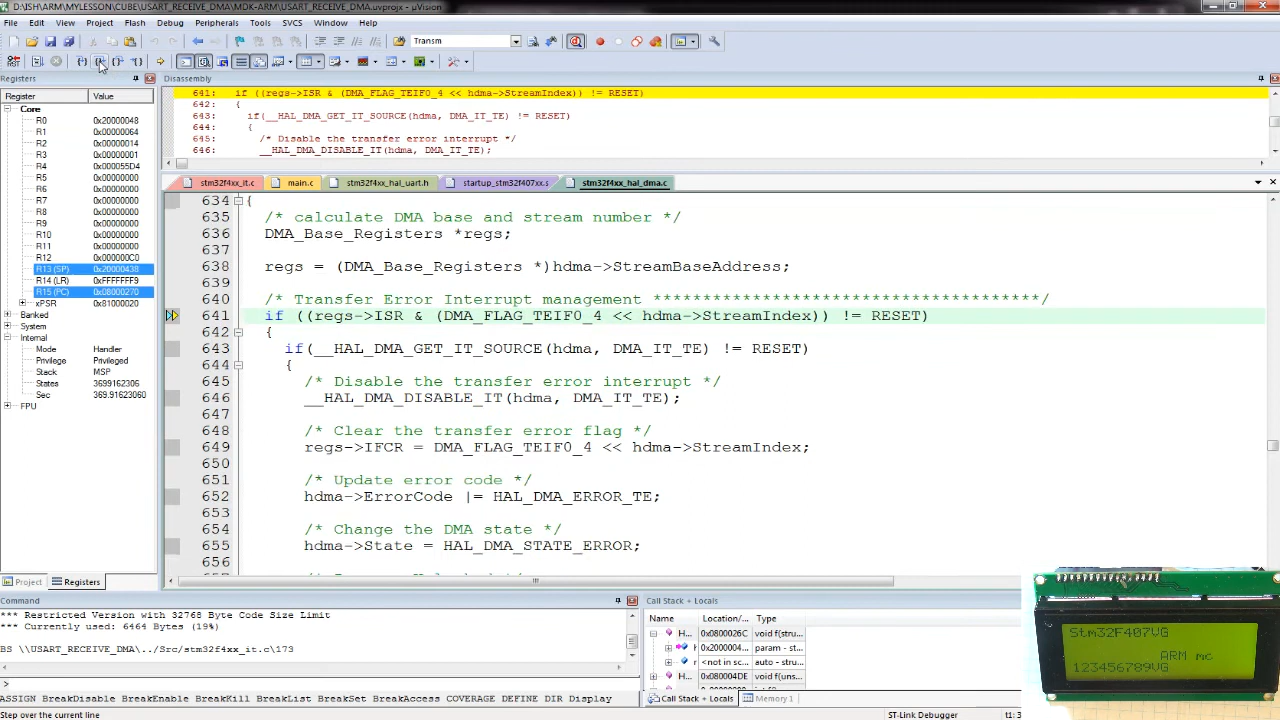 D:\ISH\ARM\MYLESSON\CUBE\USART_RECEIVE_DMA\MDK-ARM\USART_RECEIVE_DMA.uvprojx - µVision
File Edit View Project Flash Debug Peripherals Tools SVCS Window Help
Transm
Registers
Register Value
Core
R0 0x20000048
R1 0x00000064
R2 0x00000014
R3 0x00000001
R4 0x000055D4
R5 0x00000000
R6 0x00000000
R7 0x00000000
R8 0x00000000
R9 0x00000000
R10 0x00000000
R11 0x00000000
R12 0x000000C0
R13 (SP) 0x20000438
R14 (LR) 0xFFFFFFF9
R15 (PC) 0x08000270
xPSR 0x81000020
Banked
System
Internal
Mode Handler
Privilege Privileged
Stack MSP
States 3699162306
Sec 369.91623060
FPU
Project Registers
Disassembly
641: if ((regs->ISR & (DMA_FLAG_TEIF0_4 << hdma->StreamIndex)) != RESET)
642: {
643: if(__HAL_DMA_GET_IT_SOURCE(hdma, DMA_IT_TE) != RESET)
644: {
645: /* Disable the transfer error interrupt */
646: __HAL_DMA_DISABLE_IT(hdma, DMA_IT_TE);
stm32f4xx_it.c main.c stm32f4xx_hal_uart.h startup_stm32f407xx.s stm32f4xx_hal_dma.c
634 {
635 /* calculate DMA base and stream number */
636 DMA_Base_Registers *regs;
637
638 regs = (DMA_Base_Registers *)hdma->StreamBaseAddress;
639
640 /* Transfer Error Interrupt management ***************************************/
641 if ((regs->ISR & (DMA_FLAG_TEIF0_4 << hdma->StreamIndex)) != RESET)
642 {
643 if(__HAL_DMA_GET_IT_SOURCE(hdma, DMA_IT_TE) != RESET)
644 {
645 /* Disable the transfer error interrupt */
646 __HAL_DMA_DISABLE_IT(hdma, DMA_IT_TE);
647
648 /* Clear the transfer error flag */
649 regs->IFCR = DMA_FLAG_TEIF0_4 << hdma->StreamIndex;
650
651 /* Update error code */
652 hdma->ErrorCode |= HAL_DMA_ERROR_TE;
653
654 /* Change the DMA state */
655 hdma->State = HAL_DMA_STATE_ERROR;
656
Command
*** Restricted Version with 32768 Byte Code Size Limit
*** Currently used: 6464 Bytes (19%)
BS \\USART_RECEIVE_DMA\../Src/stm32f4xx_it.c\173
>
ASSIGN BreakDisable BreakEnable BreakKill BreakList BreakSet BreakAccess COVERAGE DEFINE DIR Display
Call Stack + Locals
Name Location/... Type
H... 0x0800026C void f(stru...
0x2000004... param - st...
<not in sc... auto - stru...
H... 0x080004DE void f(uns...
Call Stack + Locals Memory 1
Step over the current line ST-Link Debugger t1: 3
Stm32F407VG
ARM mc
123456789VG